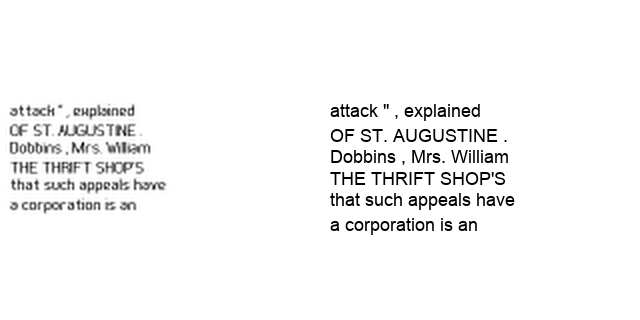 attack " , explained
OF ST. AUGUSTINE .
Dobbins , Mrs. William
THE THRIFT SHOP'S
that such appeals have
a corporation is an
attack " , explained
OF ST. AUGUSTINE .
Dobbins , Mrs. William
THE THRIFT SHOP'S
that such appeals have
a corporation is an